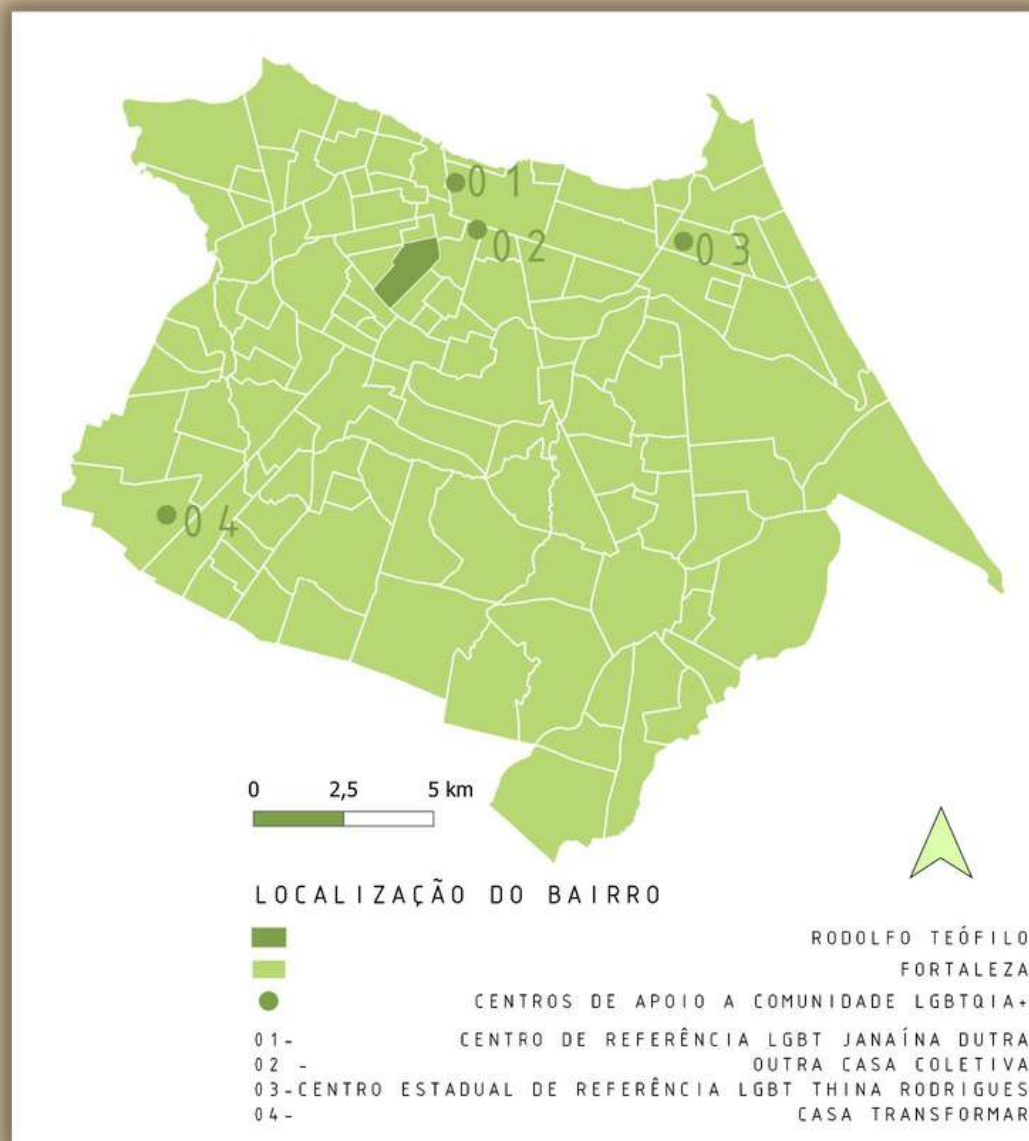 01
02
03
04
0 2,5 5 km
LOCALIZAÇÃO DO BAIRRO
RODOLFO TEÓFILO
FORTALEZA
CENTROS DE APOIO A COMUNIDADE LGBTQIA+
01- CENTRO DE REFERÊNCIA LGBT JANAÍNA DUTRA
02 - OUTRA CASA COLETIVA
03-CENTRO ESTADUAL DE REFERÊNCIA LGBT THINA RODRIGUES
04- CASA TRANSFORMAR